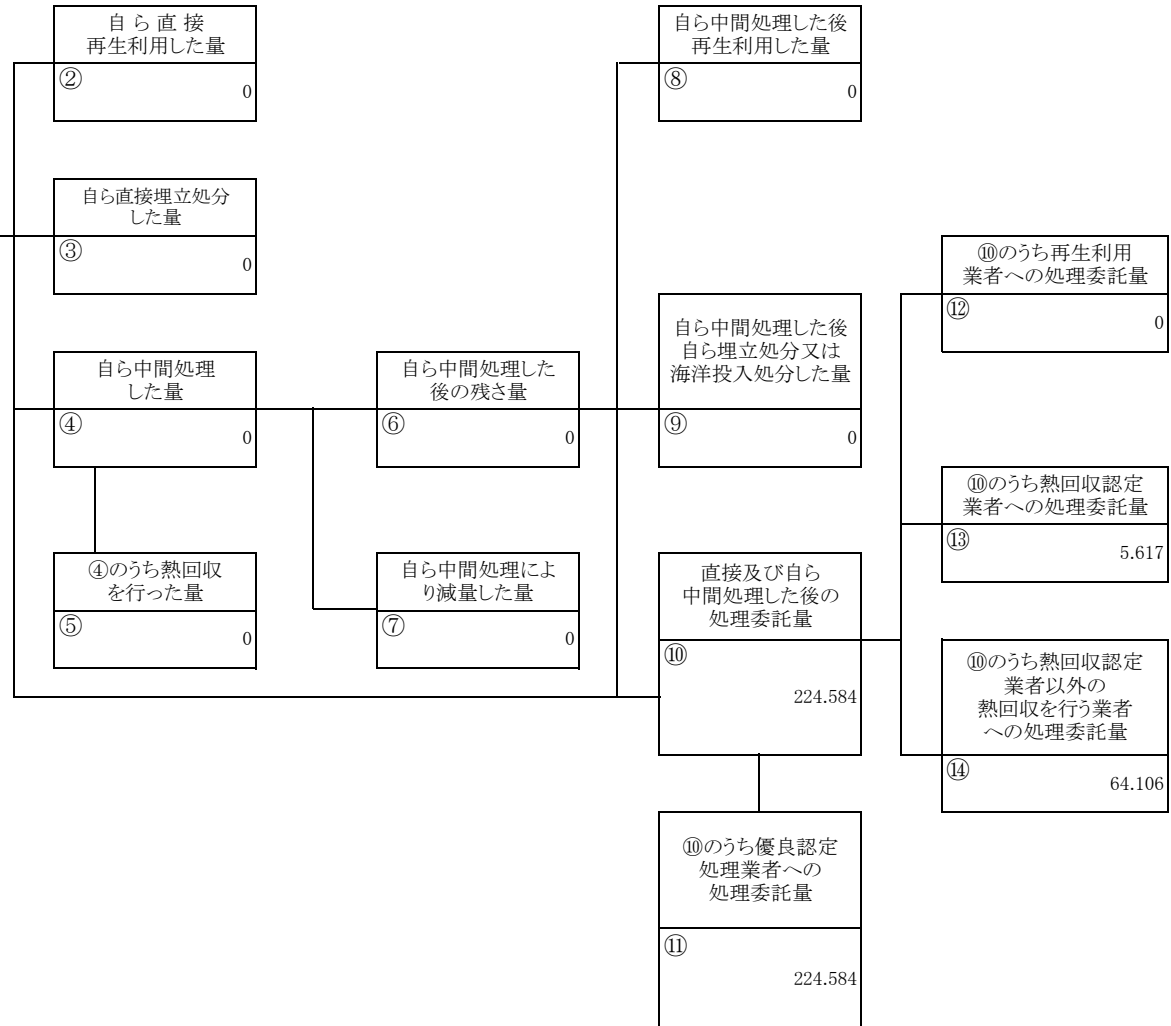 自 ら 直 接
再生利用した量
②
0
自ら直接埋立処分
した量
③
0
自ら中間処理
した量
④
0
④のうち熱回収
を行った量
⑤
0
自ら中間処理した
後の残さ量
⑥
0
自ら中間処理によ
り減量した量
⑦
0
自ら中間処理した後
再生利用した量
⑧
0
自ら中間処理した後
自ら埋立処分又は
海洋投入処分した量
⑨
0
直接及び自ら
中間処理した後の
処理委託量
⑩
224.584
⑩のうち優良認定
処理業者への
処理委託量
⑪
224.584
⑩のうち再生利用
業者への処理委託量
⑫
0
⑩のうち熱回収認定
業者への処理委託量
⑬
5.617
⑩のうち熱回収認定
業者以外の
熱回収を行う業者
への処理委託量
⑭
64.106